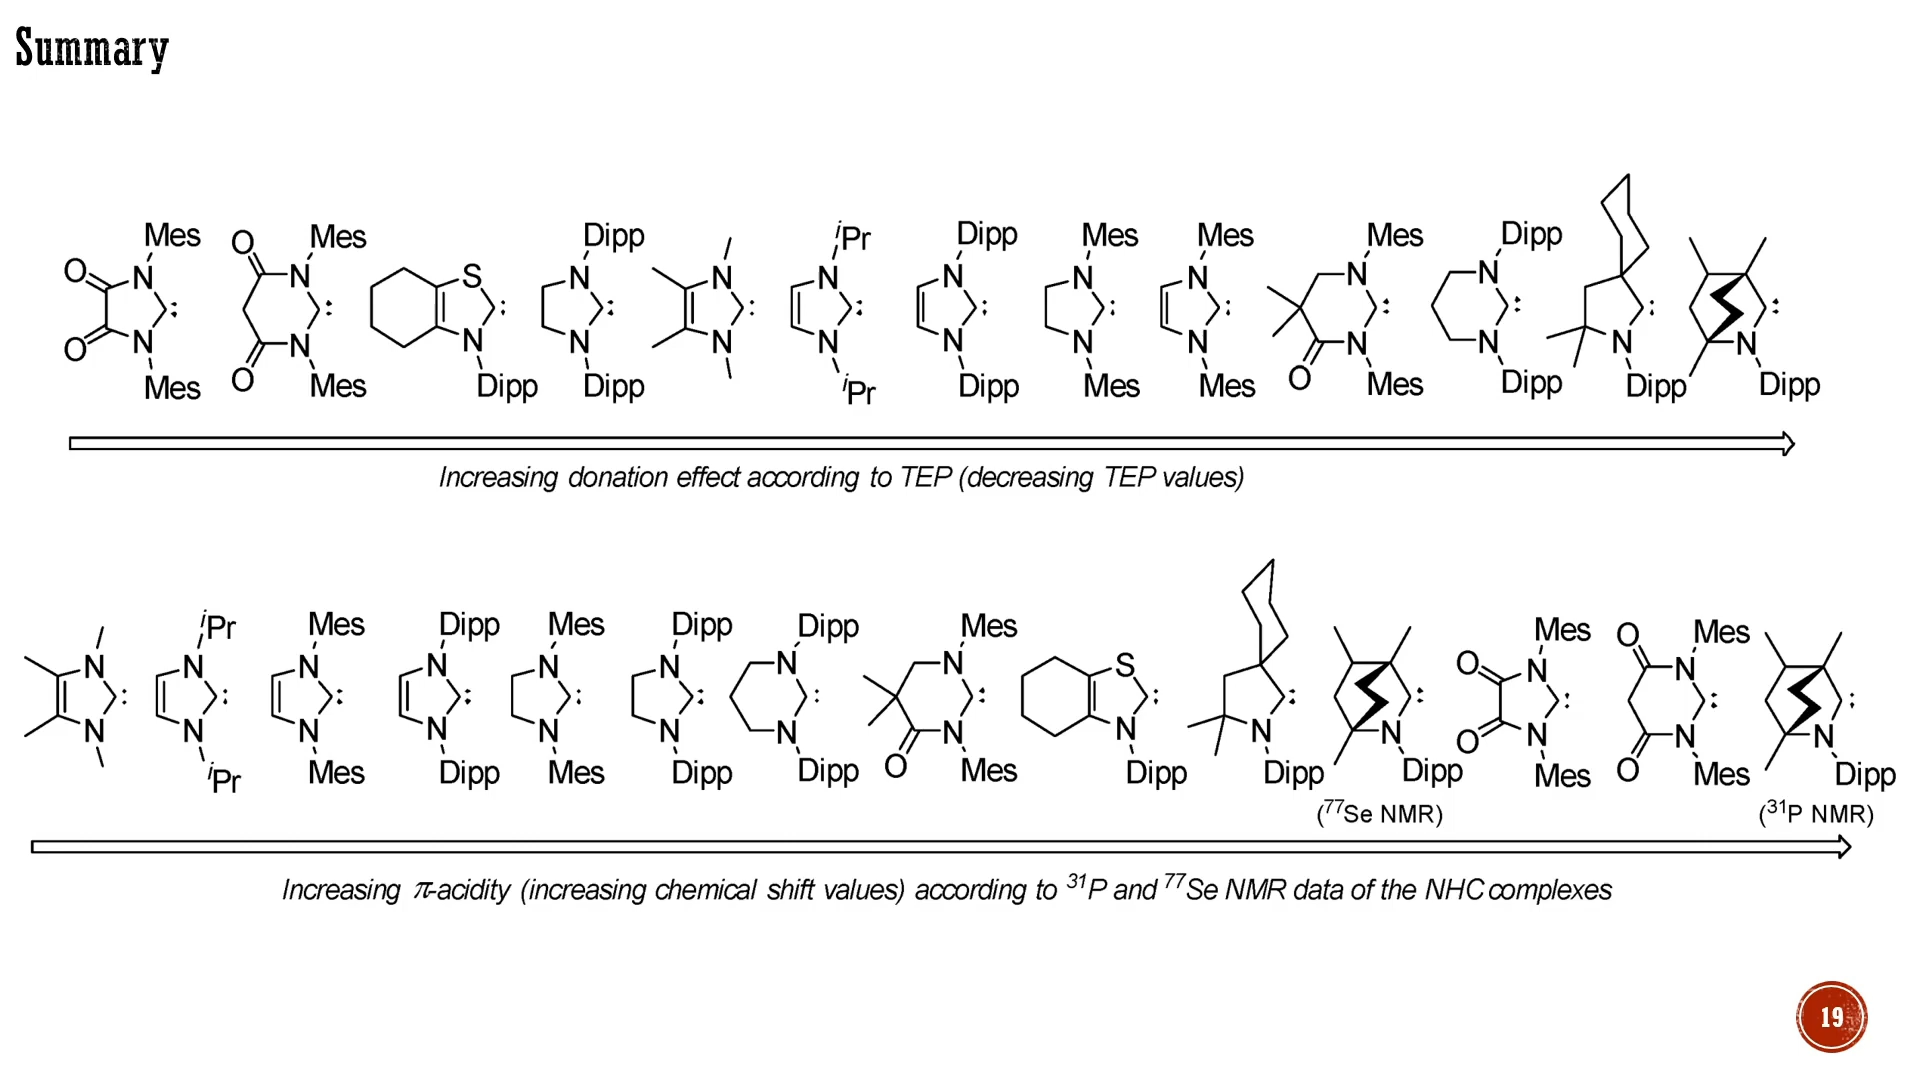 Summary
Mes Mes Dipp iPr Dipp Mes Mes Mes Dipp
O N O N S N N N N N N N N
O N O N N N N N N N N O N N N N
Mes Mes Dipp Dipp iPr Dipp Mes Mes Mes Dipp Dipp Dipp
Increasing donation effect according to TEP (decreasing TEP values)
iPr Mes Dipp Mes Dipp Dipp Mes Mes Mes
N N N N N N N N S O N O N
N N N N N N N O N N N N O N O N N
iPr Mes Dipp Mes Dipp Dipp Mes Dipp Dipp Dipp Mes Mes Dipp
(77Se NMR) (31P NMR)
Increasing π-acidity (increasing chemical shift values) according to 31P and 77Se NMR data of the NHC complexes
19